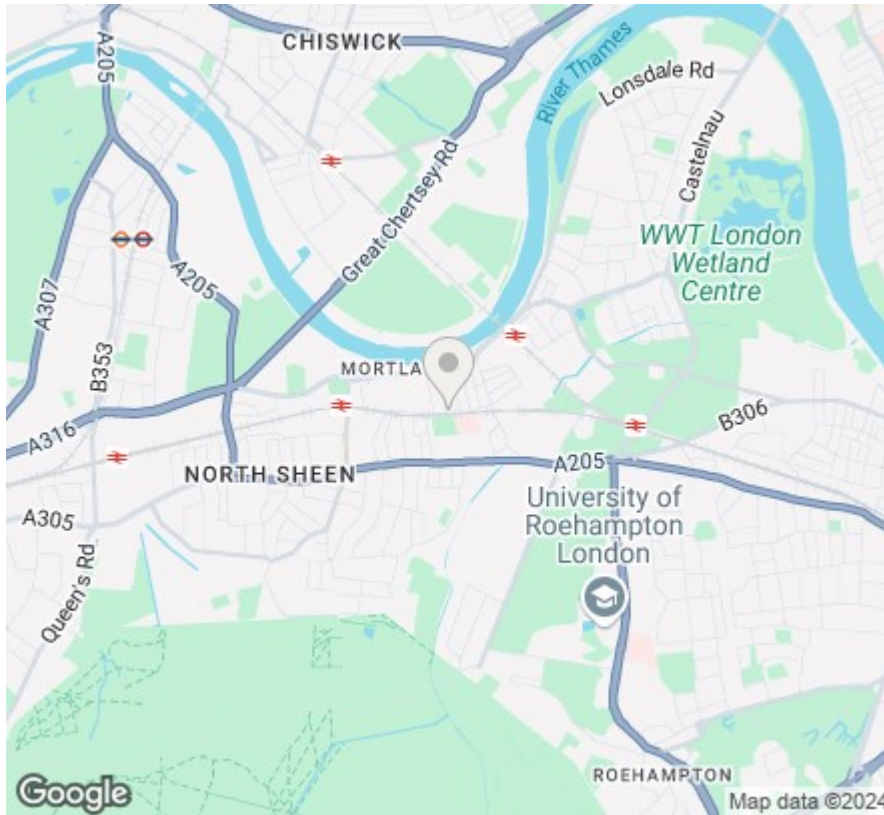 A205
CHISWICK
River Thames
Lonsdale Rd
Castelnau
Great Chertsey Rd
WWT London
Wetland
Centre
A205
A307
B353
MORTLA
B306
A316
NORTH SHEEN
A205
A305
University of
Roehampton
London
Queen's Rd
ROEHAMPTON
Google
Map data ©2024